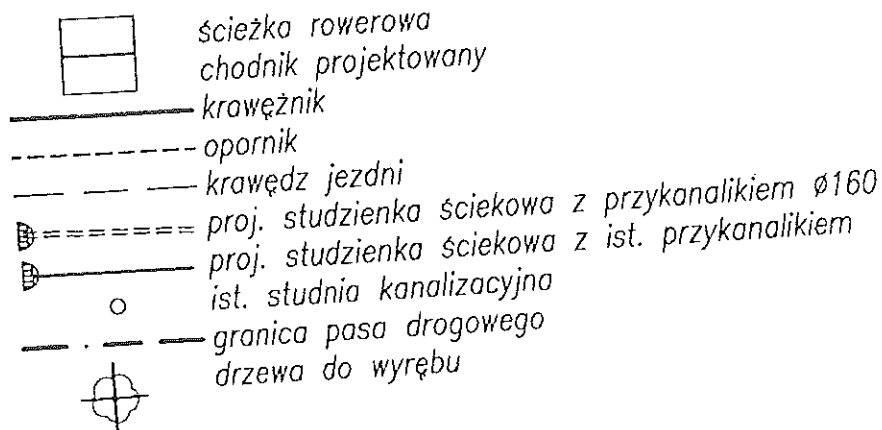 ścieżka rowerowa
chodnik projektowany
krawężnik
opornik
krawędz jezdni
proj. studzienka ściekowa z przykanalikiem Ø160
proj. studzienka ściekowa z ist. przykanalikiem
ist. studnia kanalizacyjna
granica pasa drogowego
drzewa do wyrębu